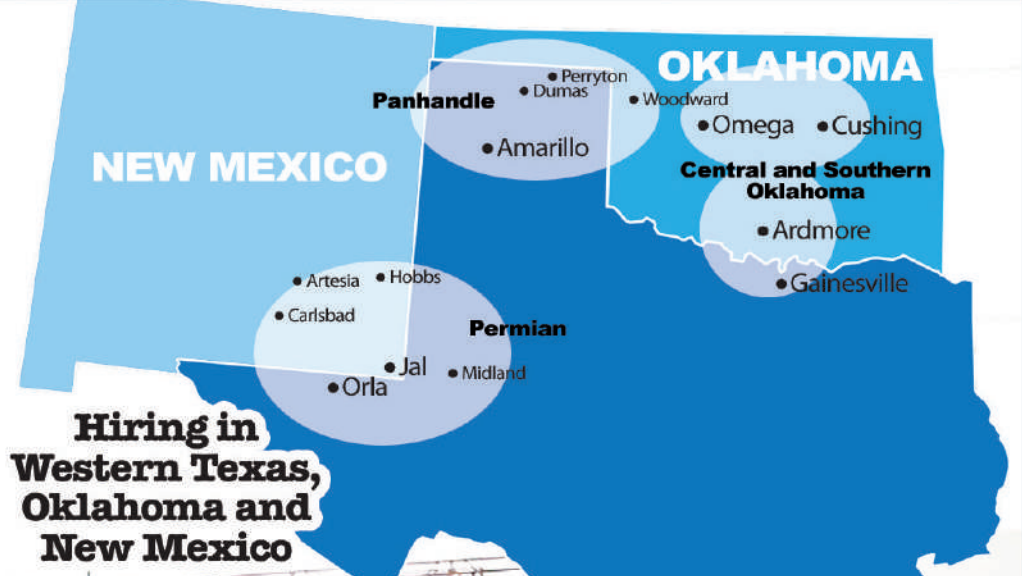 OKLAHOMA
Perryton
Dumas
Panhandle
Woodward
Omega
Cushing
Amarillo
NEW MEXICO
Central and Southern
Oklahoma
Ardmore
Hobbs
Artesia
Gainesville
Carlsbad
Permian
Jal
Midland
Orla
Hiring in
Western Texas,
Oklahoma and
New Mexico